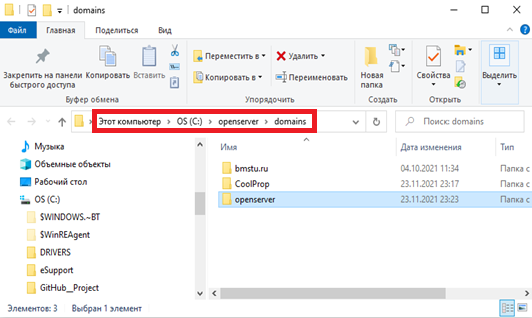 domains
Файл Главная Поделиться Вид
Закрепить на панели быстрого доступа
Копировать
Вставить
Буфер обмена
Переместить в
Копировать в
Удалить
Переименовать
Упорядочить
Новая папка
Создать
Свойства
Открыть
Выделить
Этот компьютер > OS (C:) > openserver > domains
Поиск: domains
Музыка
Объемные объекты
Рабочий стол
OS (C:)
$WINDOWS.~BT
$WinREAgent
DRIVERS
eSupport
GitHub__Project
Имя Дата изменения Тип
bmstu.ru 04.10.2021 11:34 Папка с
CoolProp 23.11.2021 23:17 Папка с
openserver 23.11.2021 23:23 Папка с
Элементов: 3 Выбран 1 элемент